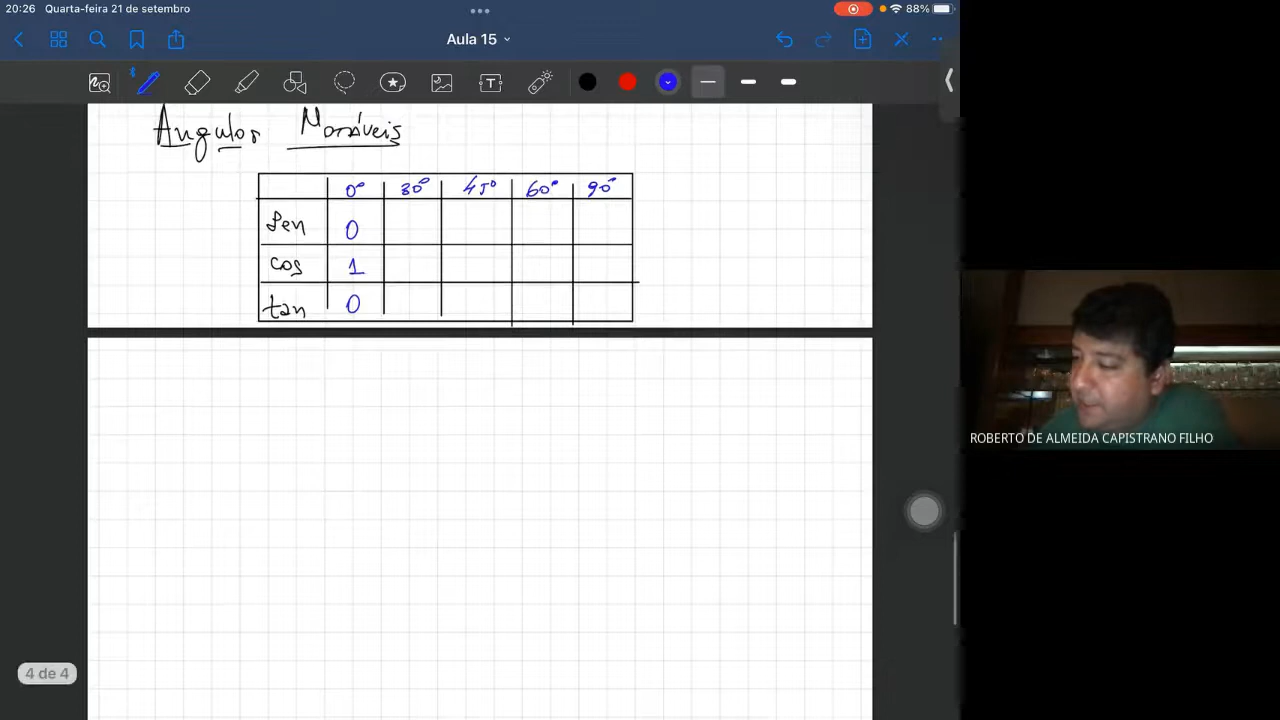 20:26 Quarta-feira 21 de setembro
88%
Aula 15
Angulos Notáveis
0° 30° 45° 60° 90°
Sen 0
cos 1
tan 0
ROBERTO DE ALMEIDA CAPISTRANO FILHO
4 de 4